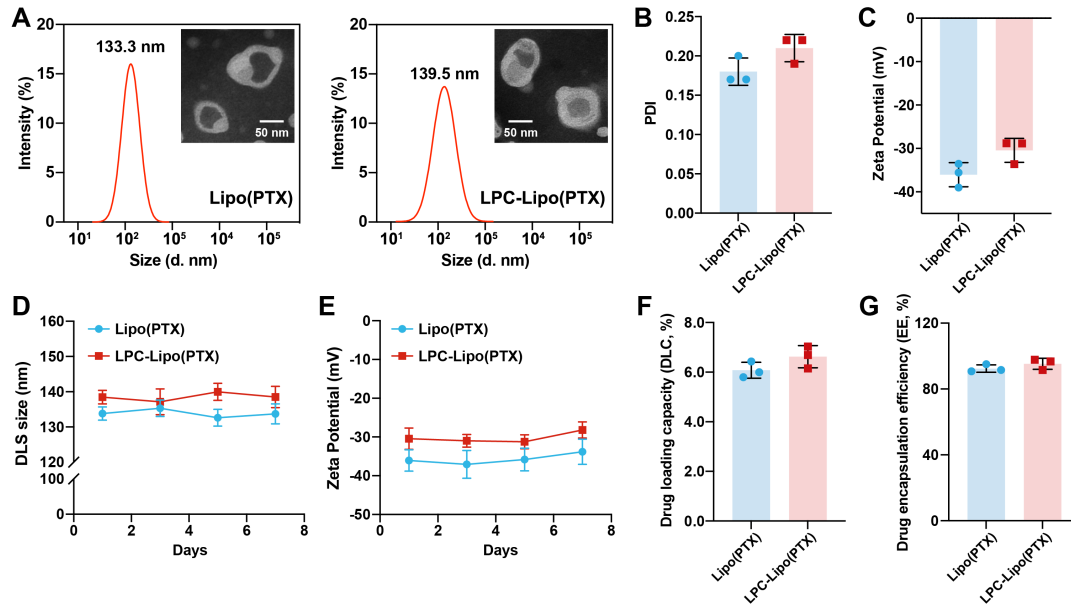 A
20
15
10
5
0
Intensity (%)
133.3 nm
50 nm
Lipo(PTX)
10¹ 10² 10⁵ 10⁴ 10⁵
Size (d. nm)
20
15
10
5
0
Intensity (%)
139.5 nm
50 nm
LPC-Lipo(PTX)
10¹ 10² 10⁵ 10⁴ 10⁵
Size (d. nm)
B
0.20
0.20
0.15
0.10
0.05
0.00
PDI
Lipo(PTX)
LPC-Lipo(PTX)
C
0
-10
-20
-30
-40
Zeta Potential (mV)
Lipo(PTX)
LPC-Lipo(PTX)
D
160
150
140
130
120
100
0
DLS size (nm)
Lipo(PTX)
LPC-Lipo(PTX)
0 2 4 6 8
Days
E
0
-10
-20
-30
-40
-50
Zeta Potential (mV)
Lipo(PTX)
LPC-Lipo(PTX)
0 2 4 6 8
Days
F
8.0
6.0
4.0
2.0
0.0
Drug loading capacity (DLC, %)
Lipo(PTX)
LPC-Lipo(PTX)
G
120
80
40
0
Drug encapsulation efficiency (EE, %)
Lipo(PTX)
LPC-Lipo(PTX)